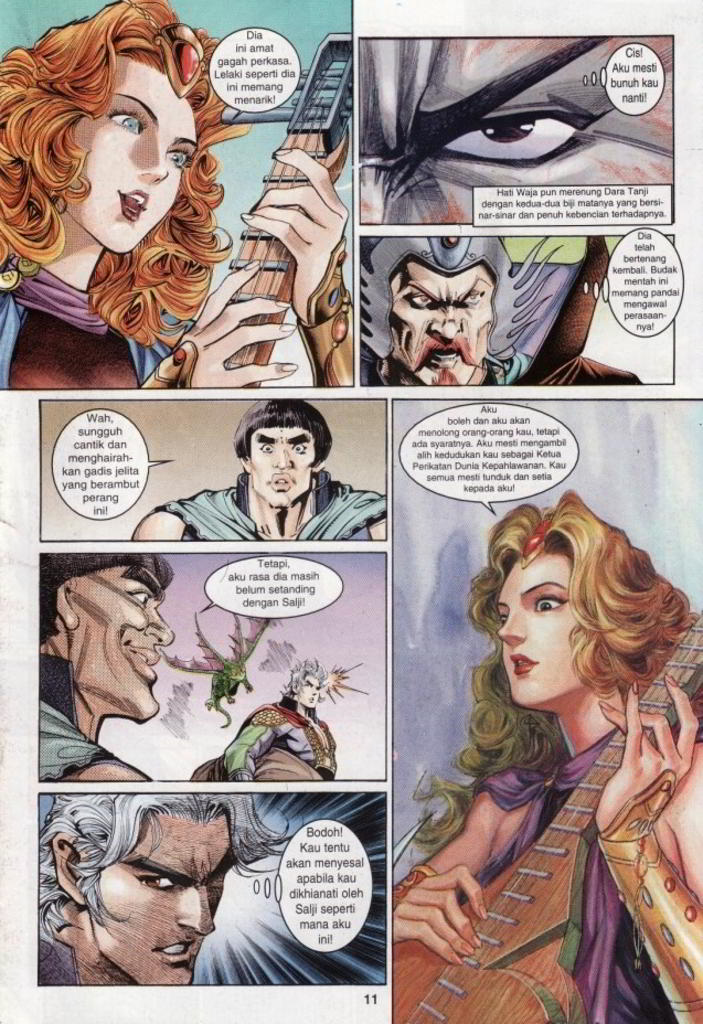 Dia
ini amat
gagah perkasa.
Lelaki seperti dia
ini memang
menarik!
Cis!
Aku mesti
bunuh kau
nanti!
Hati Waja pun merenung Dara Tanji
dengan kedua-dua biji matanya yang bersi-
nar-sinar dan penuh kebencian terhadapnya.
Dia
telah
bertenang
kembali. Budak
mentah ini
memang pandai
mengawal
perasaa-
nnya!
Wah,
sungguh
cantik dan
menghairah-
kan gadis jelita
yang berambut
perang
ini!
Tetapi,
aku rasa dia masih
belum setanding
dengan Salji!
Bodoh!
Kau
akan menyesal
apabila kau
dikhianati oleh
Salji seperti
mana aku
ini!
Aku
boleh dan aku akan
menolong orang-orang kau, tetapi
ada syaratnya. Aku mesti mengambil
alih kedudukan kau sebagai Ketua
Perikatan Dunia Kepahlawanan. Kau
semua mesti tunduk dan setia
kepada aku!
11